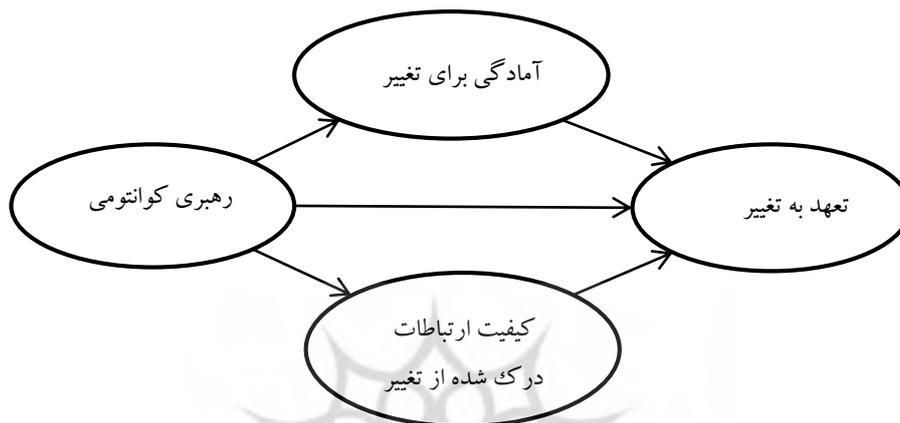 آمادگی برای تغییر
رهبری کوانتومی
تعهد به تغییر
کیفیت ارتباطات
درک شده از تغییر